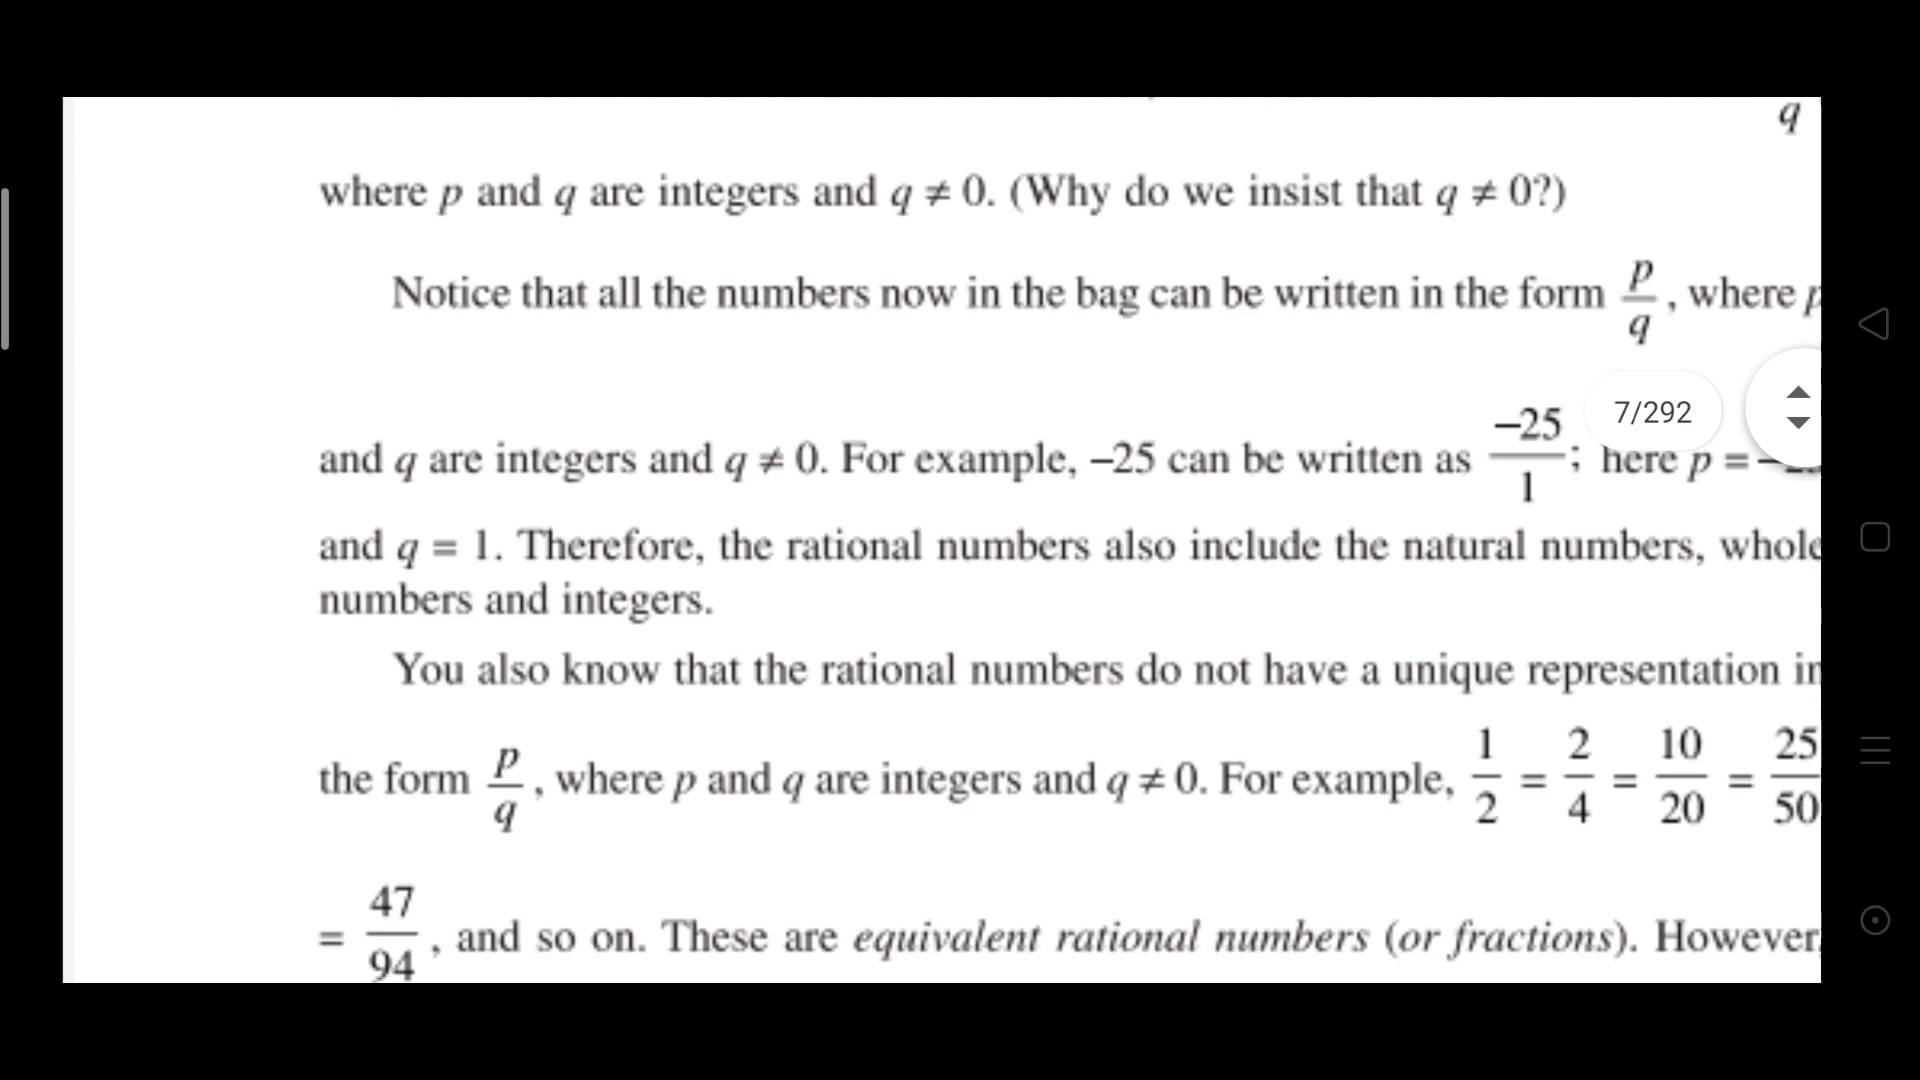 q
where p and q are integers and q ≠ 0. (Why do we insist that q ≠ 0?)
Notice that all the numbers now in the bag can be written in the form p/q, where p
7/292
and q are integers and q ≠ 0. For example, –25 can be written as –25/1; here p =
and q = 1. Therefore, the rational numbers also include the natural numbers, whole
numbers and integers.
You also know that the rational numbers do not have a unique representation in
the form p/q, where p and q are integers and q ≠ 0. For example, 1/2 = 2/4 = 10/20 = 25/50
= 47/94, and so on. These are equivalent rational numbers (or fractions). However,